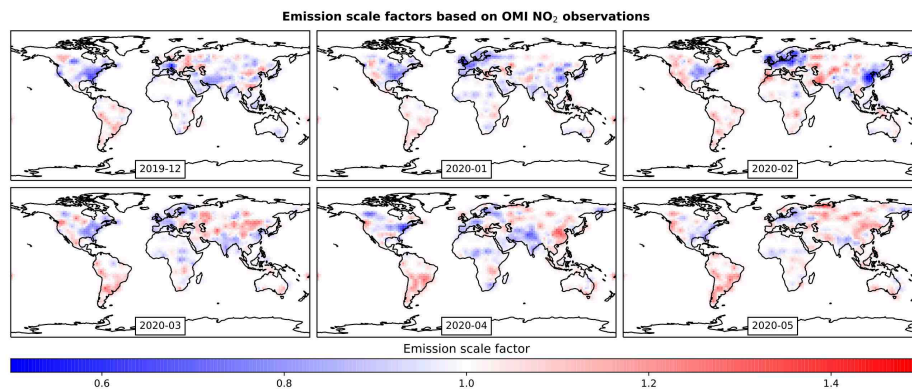 Emission scale factors based on OMI NO₂ observations
2019-12
2020-01
2020-02
2020-03
2020-04
2020-05
Emission scale factor
0.6 0.8 1.0 1.2 1.4